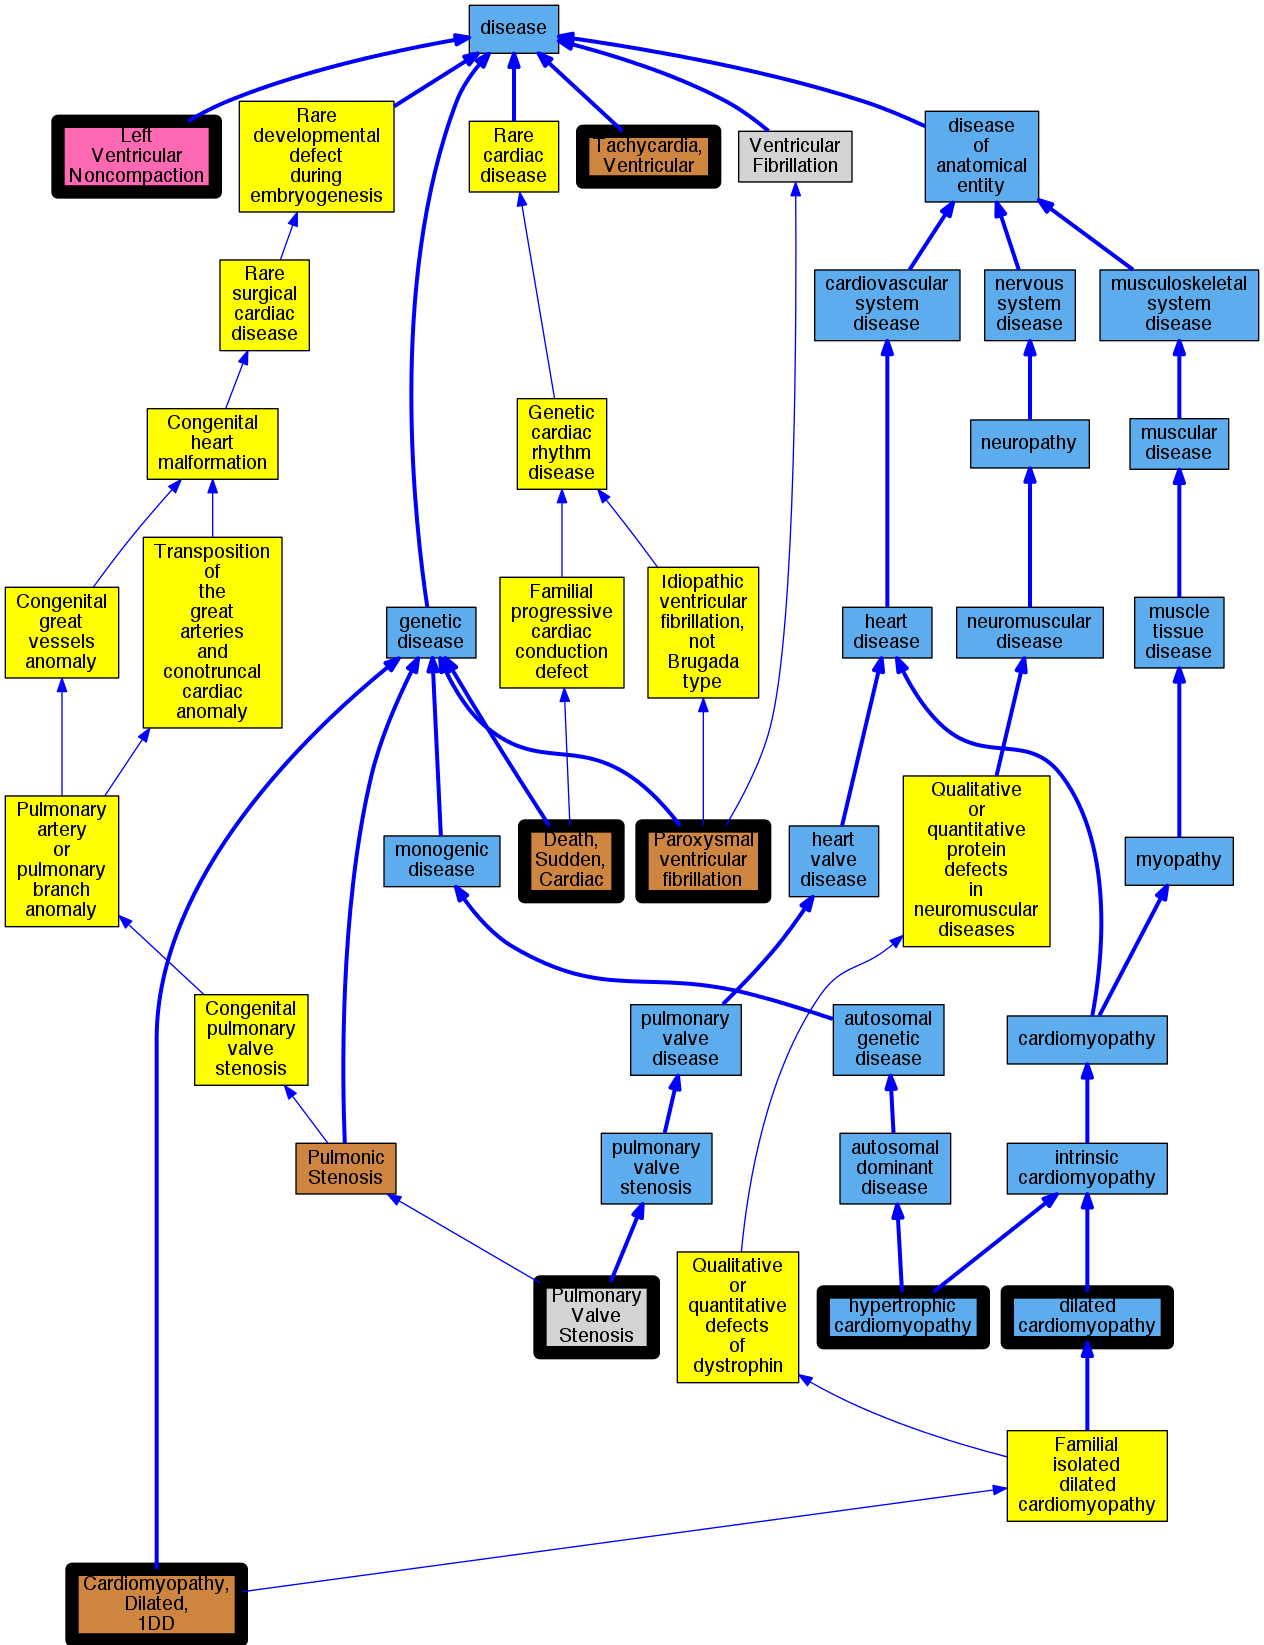 disease
Left
Ventricular
Noncompaction
Rare
developmental
defect
during
embryogenesis
Rare
cardiac
disease
Tachycardia,
Ventricular
Ventricular
Fibrillation
disease
of
anatomical
entity
Rare
surgical
cardiac
disease
cardiovascular
system
disease
nervous
system
disease
musculoskeletal
system
disease
Congenital
heart
malformation
Genetic
cardiac
rhythm
disease
neuropathy
muscular
disease
Congenital
great
vessels
anomaly
Transposition
of
the
great
arteries
and
conotruncal
cardiac
anomaly
genetic
disease
Familial
progressive
cardiac
conduction
defect
Idiopathic
ventricular
fibrillation,
not
Brugada
type
heart
disease
neuromuscular
disease
muscle
tissue
disease
Pulmonary
artery
or
pulmonary
branch
anomaly
monogenic
disease
Death,
Sudden,
Cardiac
Paroxysmal
ventricular
fibrillation
heart
valve
disease
Qualitative
or
quantitative
protein
defects
in
neuromuscular
diseases
myopathy
Congenital
pulmonary
valve
stenosis
pulmonary
valve
disease
autosomal
genetic
disease
cardiomyopathy
Pulmonic
Stenosis
pulmonary
valve
stenosis
autosomal
dominant
disease
intrinsic
cardiomyopathy
Pulmonary
Valve
Stenosis
Qualitative
or
quantitative
defects
of
dystrophin
hypertrophic
cardiomyopathy
dilated
cardiomyopathy
Familial
isolated
dilated
cardiomyopathy
Cardiomyopathy,
Dilated,
1DD